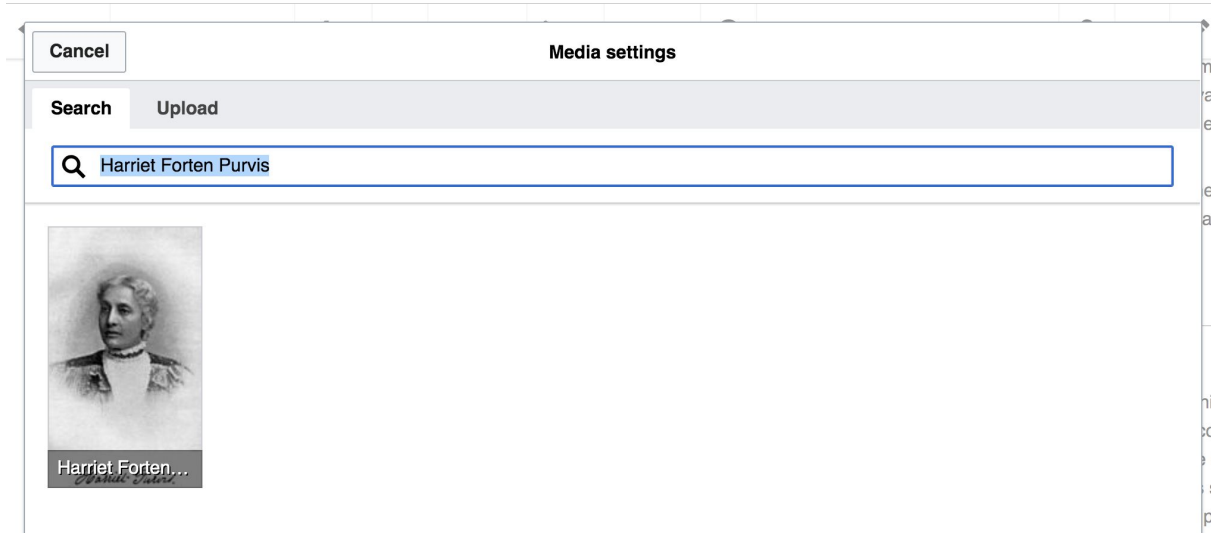 Cancel
Media settings
Search
Upload
Harriet Forten Purvis
Harriet Forten...